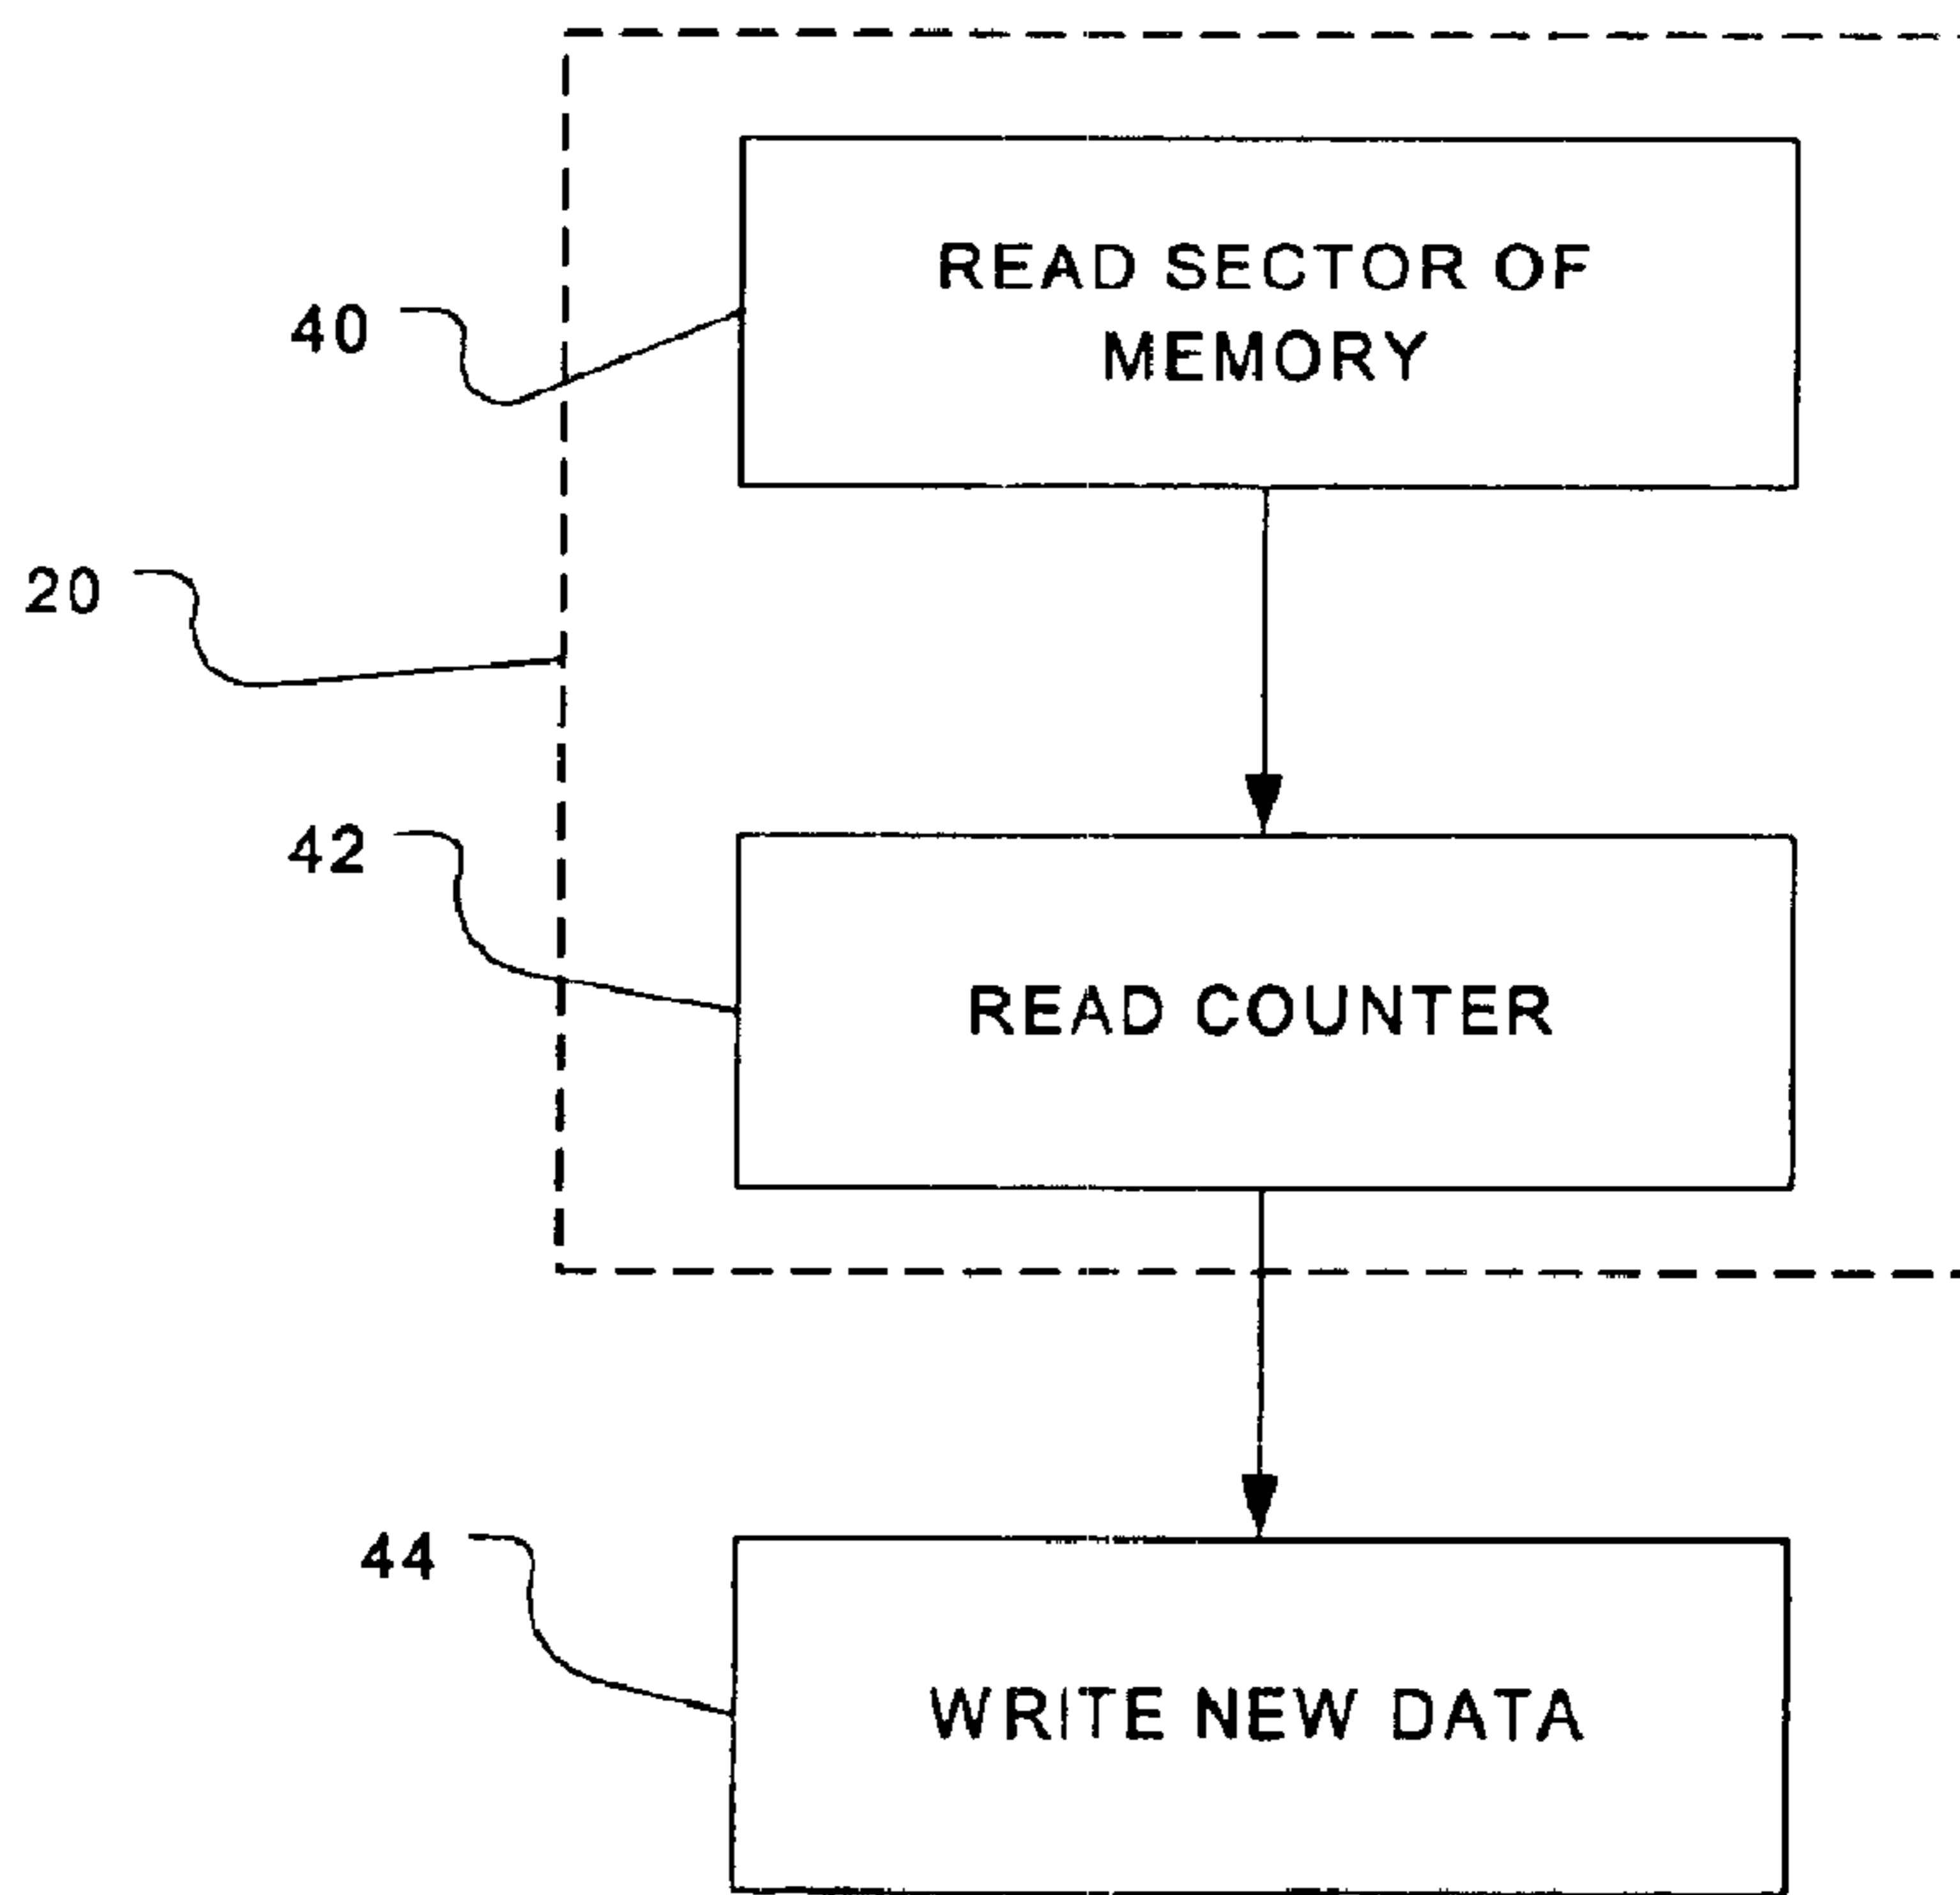 READ SECTOR OF
MEMORY
40
20
42
READ COUNTER
44
WRITE NEW DATA